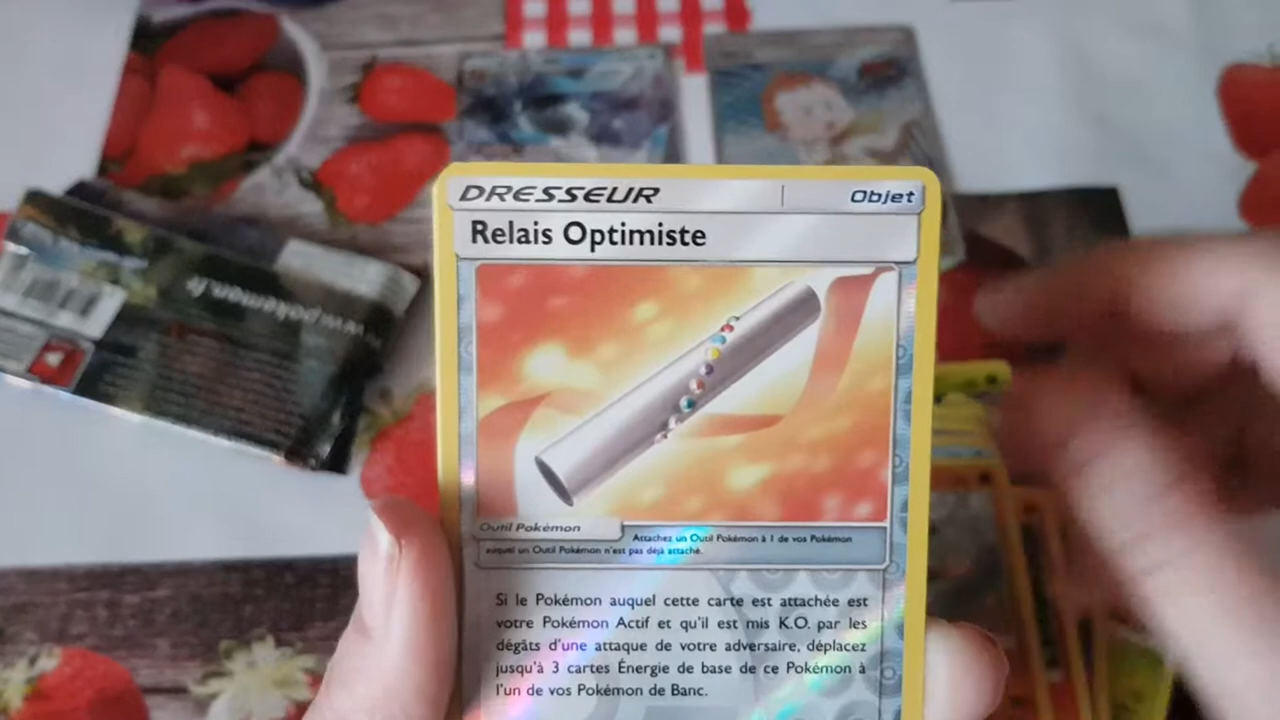 DRESSEUR
Objet
Relais Optimiste
Outil Pokémon
Attachez un Outil Pokémon à 1 de vos Pokémon
auquel un Outil Pokémon n'est pas déjà attaché.
Si le Pokémon auquel cette carte est attachée est
votre Pokémon Actif et qu'il est mis K.O. par les
dégâts d'une attaque de votre adversaire, déplacez
jusqu'à 3 cartes Énergie de base de ce Pokémon à
l'un de vos Pokémon de Banc.
www.pokemon.fr